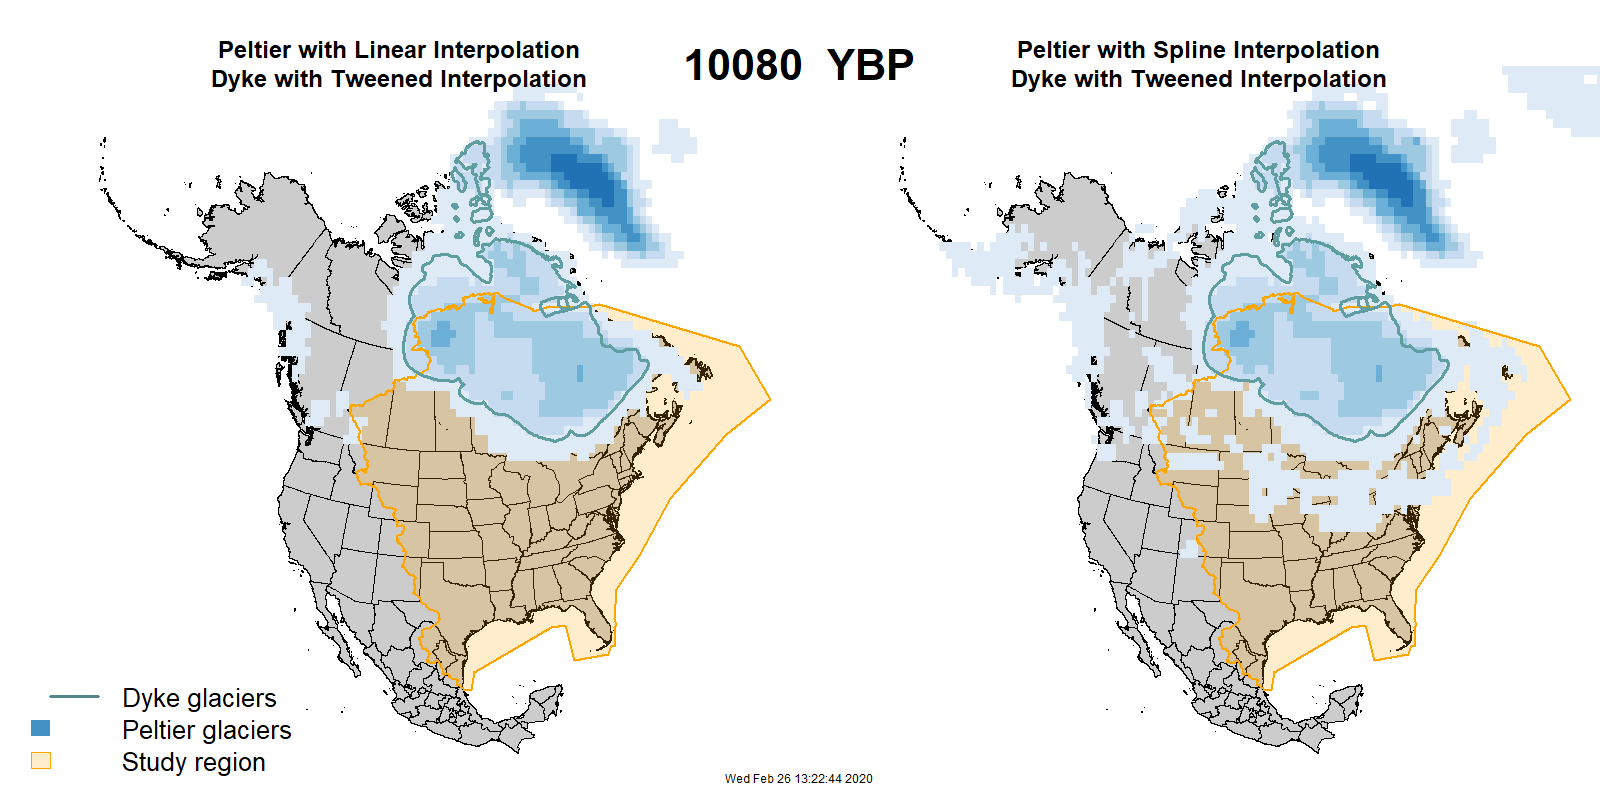 Peltier with Linear Interpolation
Dyke with Tweened Interpolation
10080 YBP
Peltier with Spline Interpolation
Dyke with Tweened Interpolation
Dyke glaciers
Peltier glaciers
Study region
Wed Feb 26 13:22:44 2020